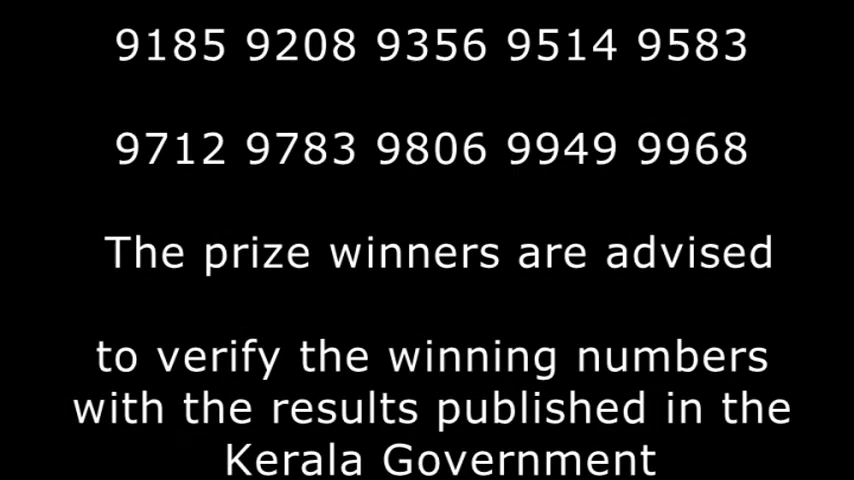 9185 9208 9356 9514 9583
9712 9783 9806 9949 9968
The prize winners are advised
to verify the winning numbers
with the results published in the
Kerala Government